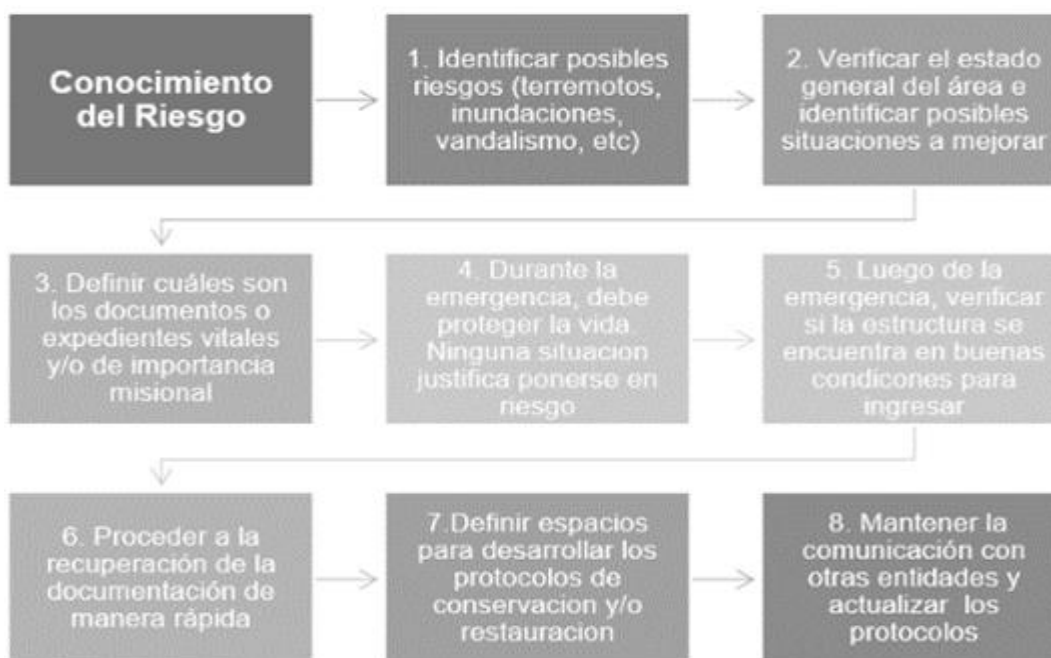 Conocimiento
del Riesgo
1. Identificar posibles
riesgos (terremotos,
inundaciones,
vandalismo, etc)
2. Verificar el estado
general del área e
identificar posibles
situaciones a mejorar
3. Definir cuáles son
los documentos o
expedientes vitales
y/o de importancia
misional
4. Durante la
emergencia, debe
proteger la vida.
Ninguna situacion
justifica ponerse en
riesgo
5. Luego de la
emergencia, verificar
si la estructura se
encuentra en buenas
condicones para
ingresar
6. Proceder a la
recuperación de la
documentación de
manera rápida
7.Definir espacios
para desarrollar los
protocolos de
conservacion y/o
restauracion
8. Mantener la
comunicación con
otras entidades y
actualizar los
protocolos